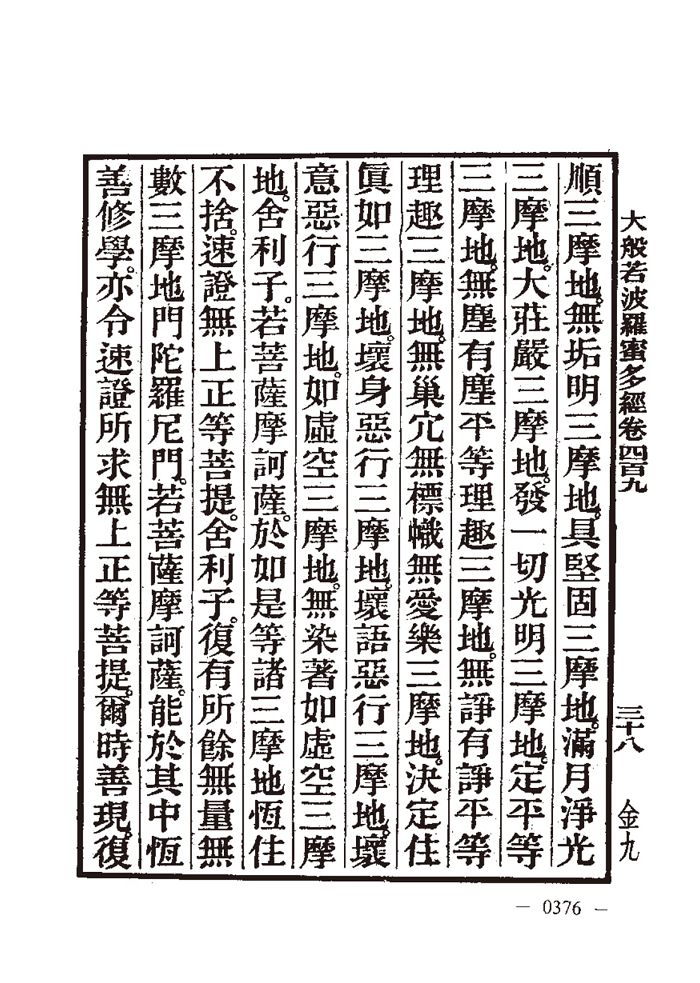 大般若波羅蜜多經卷四百九
三十八
金九
順三摩地。無垢明三摩地。具堅固三摩地。滿月淨光
三摩地。大莊嚴三摩地。發一切光明三摩地。定平等
三摩地。無塵有塵平等理趣三摩地。無諍有諍平等
理趣三摩地。無巢穴無標幟無愛樂三摩地。決定住
眞如三摩地。壞身惡行三摩地。壞語惡行三摩地。壞
意惡行三摩地。如虛空三摩地。無染著如虛空三摩
地。舍利子。若菩薩摩訶薩。於如是等諸三摩地恆住
不捨。速證無上正等菩提。舍利子。復有所餘無量無
數三摩地門陀羅尼門。若菩薩摩訶薩。能於其中恆
善修學。亦令速證所求無上正等菩提。爾時善現。復
— 0376 —